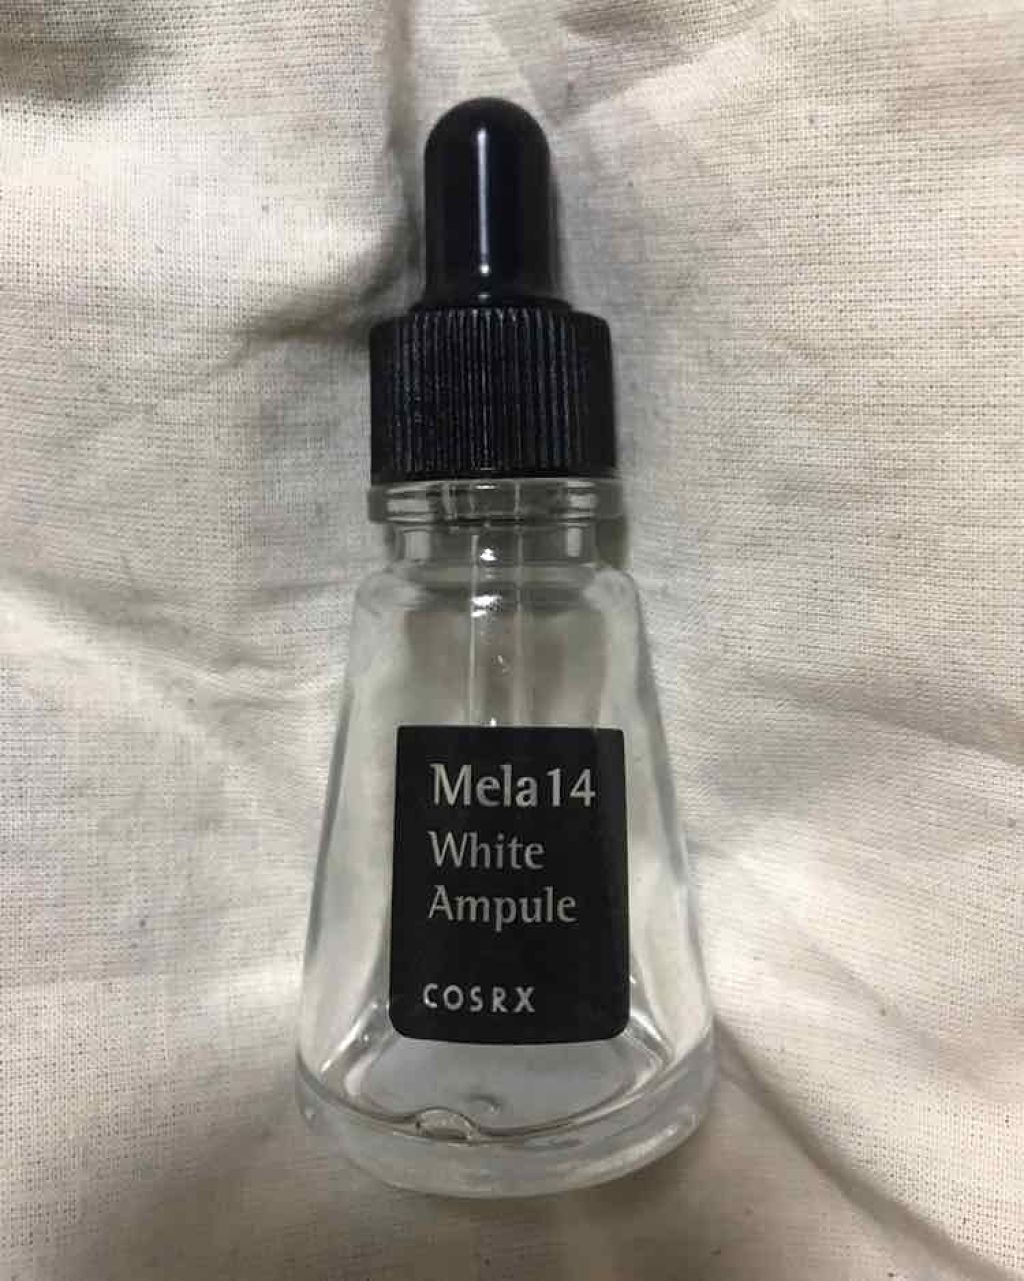 Mela14
White
Ampule
COSRX